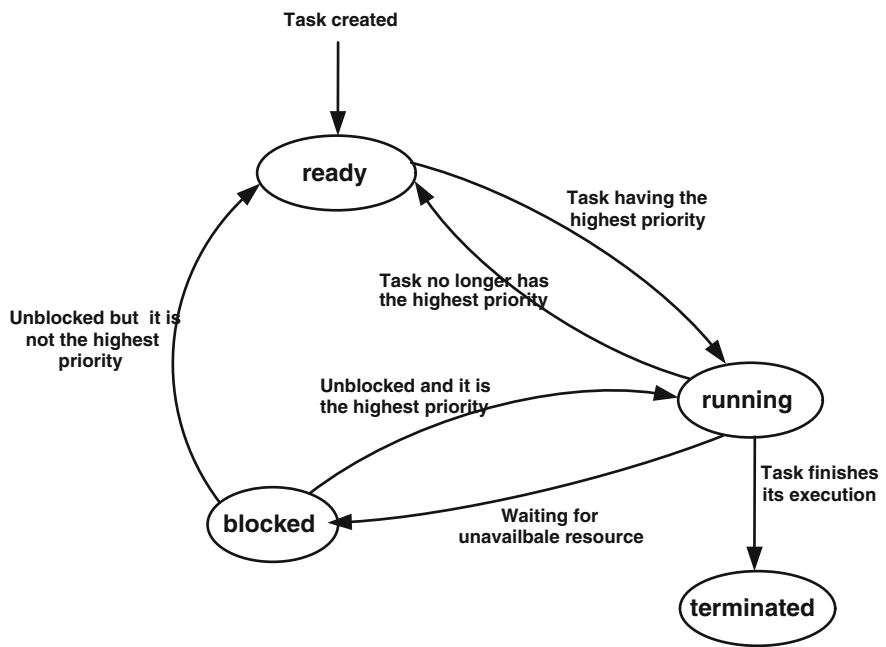 Task created
ready
Task having the
highest priority
Task no longer has
the highest priority
Unblocked but it is
not the highest
priority
Unblocked and it is
the highest priority
running
Task finishes
its execution
blocked
Waiting for
unavailbale resource
terminated